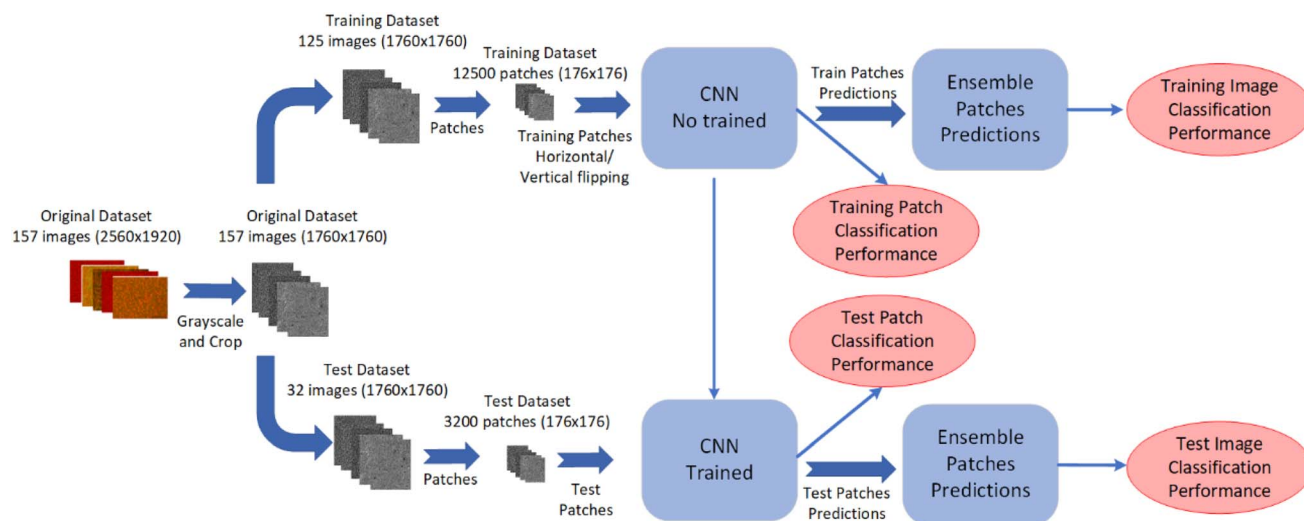 Original Dataset
157 images (2560x1920)
Grayscale
and Crop
Original Dataset
157 images (1760x1760)
Training Dataset
125 images (1760x1760)
Patches
Training Dataset
12500 patches (176x176)
Training Patches
Horizontal/
Vertical flipping
CNN
No trained
Train Patches
Predictions
Ensemble
Patches
Predictions
Training Image
Classification
Performance
Training Patch
Classification
Performance
Test Dataset
32 images (1760x1760)
Patches
Test Dataset
3200 patches (176x176)
Test
Patches
CNN
Trained
Test Patch
Classification
Performance
Test Patches
Predictions
Ensemble
Patches
Predictions
Test Image
Classification
Performance